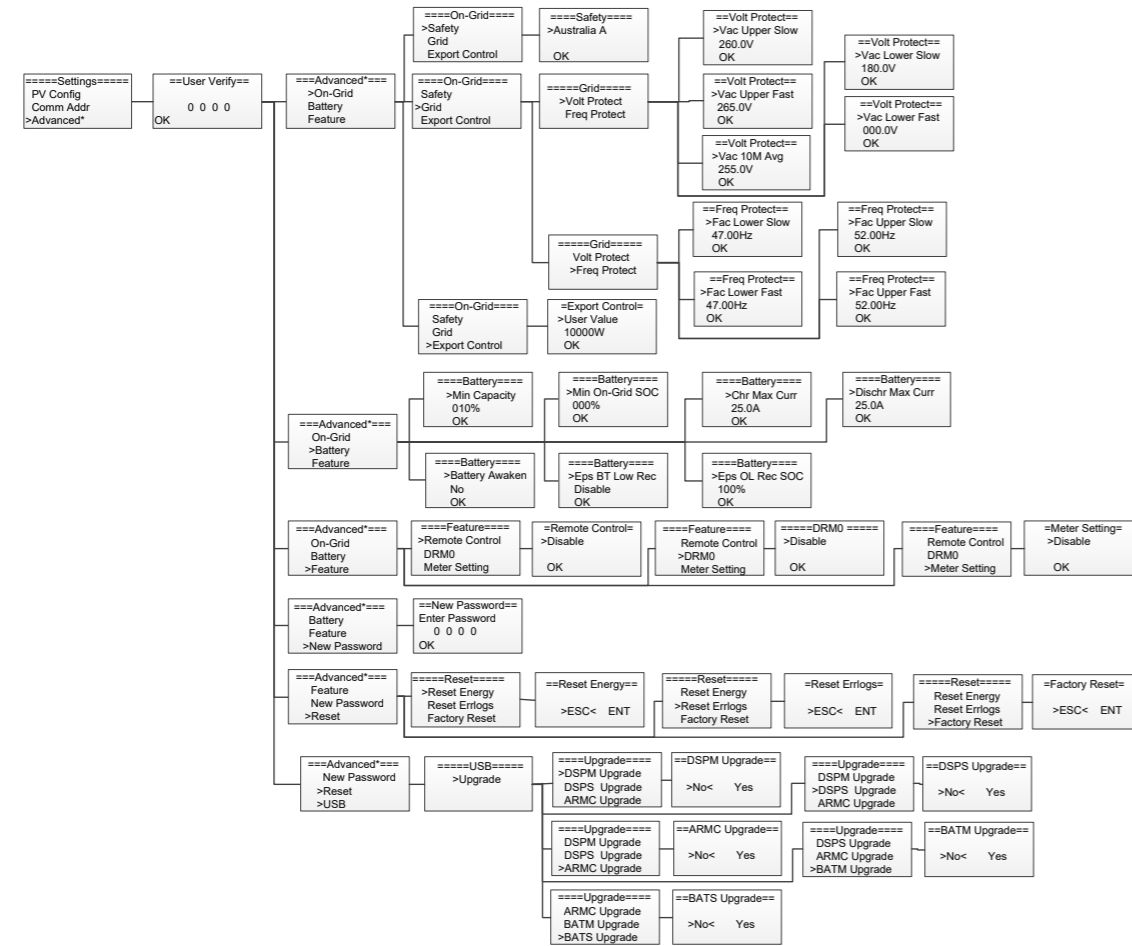 =====Settings=====
PV Config
Comm Addr
>Advanced*
==User Verify==
0 0 0 0
OK
===Advanced*===
>On-Grid
Battery
Feature
====On-Grid====
>Safety
Grid
Export Control
====Safety====
>Australia A
OK
====On-Grid====
Safety
>Grid
Export Control
=====Grid=====
>Volt Protect
Freq Protect
==Volt Protect==
>Vac Upper Slow
260.0V
OK
==Volt Protect==
>Vac Upper Fast
265.0V
OK
==Volt Protect==
>Vac 10M Avg
255.0V
OK
==Volt Protect==
>Vac Lower Slow
180.0V
OK
==Volt Protect==
>Vac Lower Fast
000.0V
OK
=====Grid=====
Volt Protect
>Freq Protect
==Freq Protect==
>Fac Lower Slow
47.00Hz
OK
==Freq Protect==
>Fac Upper Slow
52.00Hz
OK
==Freq Protect==
>Fac Lower Fast
47.00Hz
OK
==Freq Protect==
>Fac Upper Fast
52.00Hz
OK
====On-Grid====
Safety
Grid
>Export Control
=Export Control=
>User Value
10000W
OK
===Advanced*===
On-Grid
>Battery
Feature
====Battery====
>Min Capacity
010%
OK
====Battery====
>Min On-Grid SOC
000%
OK
====Battery====
>Chr Max Curr
25.0A
OK
====Battery====
>Dischr Max Curr
25.0A
OK
====Battery====
>Battery Awaken
No
OK
====Battery====
>Eps BT Low Rec
Disable
OK
====Battery====
>Eps OL Rec SOC
100%
OK
===Advanced*===
On-Grid
Battery
>Feature
====Feature====
>Remote Control
DRM0
Meter Setting
=Remote Control=
>Disable
OK
====Feature====
Remote Control
>DRM0
Meter Setting
=====DRM0 =====
>Disable
OK
====Feature====
Remote Control
DRM0
>Meter Setting
=Meter Setting=
>Disable
OK
===Advanced*===
Battery
Feature
>New Password
==New Password==
Enter Password
0 0 0 0
OK
===Advanced*===
Feature
New Password
>Reset
=====Reset=====
>Reset Energy
Reset Errlogs
Factory Reset
==Reset Energy==
>ESC< ENT
=====Reset=====
Reset Energy
>Reset Errlogs
Factory Reset
=Reset Errlogs=
>ESC< ENT
=====Reset=====
Reset Energy
Reset Errlogs
>Factory Reset
=Factory Reset=
>ESC< ENT
===Advanced*===
New Password
>Reset
>USB
=====USB=====
>Upgrade
====Upgrade====
>DSPM Upgrade
DSPS Upgrade
ARMC Upgrade
==DSPM Upgrade==
>No< Yes
====Upgrade====
DSPM Upgrade
>DSPS Upgrade
ARMC Upgrade
==DSPS Upgrade==
>No< Yes
====Upgrade====
DSPM Upgrade
DSPS Upgrade
>ARMC Upgrade
==ARMC Upgrade==
>No< Yes
====Upgrade====
DSPS Upgrade
ARMC Upgrade
>BATM Upgrade
==BATM Upgrade==
>No< Yes
====Upgrade====
ARMC Upgrade
BATM Upgrade
>BATS Upgrade
==BATS Upgrade==
>No< Yes